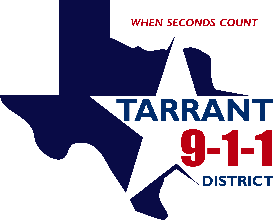 WHEN SECONDS COUNT
TARRANT
9-1-1
DISTRICT